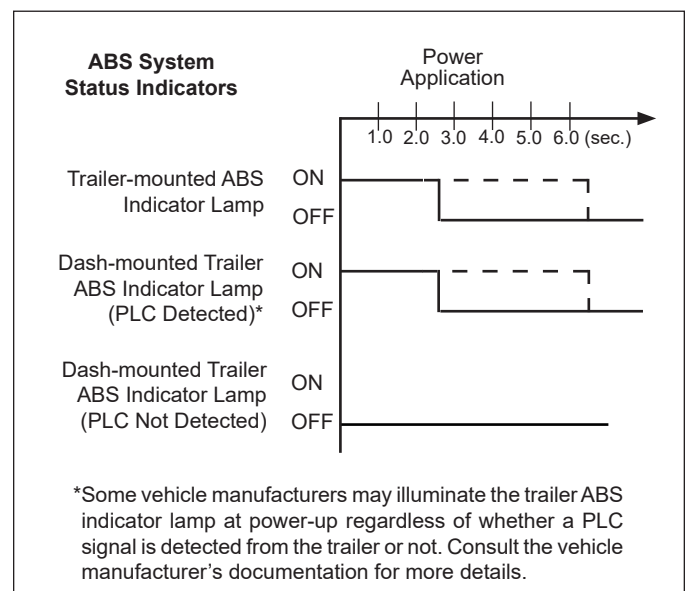 ABS System
Status Indicators
Power
Application
1.0 2.0 3.0 4.0 5.0 6.0 (sec.)
Trailer-mounted ABS
Indicator Lamp
ON
OFF
Dash-mounted Trailer
ABS Indicator Lamp
(PLC Detected)*
ON
OFF
Dash-mounted Trailer
ABS Indicator Lamp
(PLC Not Detected)
ON
OFF
*Some vehicle manufacturers may illuminate the trailer ABS
indicator lamp at power-up regardless of whether a PLC
signal is detected from the trailer or not. Consult the vehicle
manufacturer’s documentation for more details.